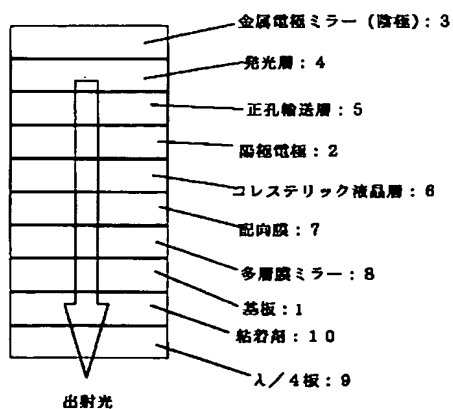 金属電極ミラー(陰極):3
発光層:4
正孔輸送層:5
陽極電極:2
コレステリック液晶層:6
配向膜:7
多層膜ミラー:8
基板:1
粘着剤:10
λ/4板:9
出射光